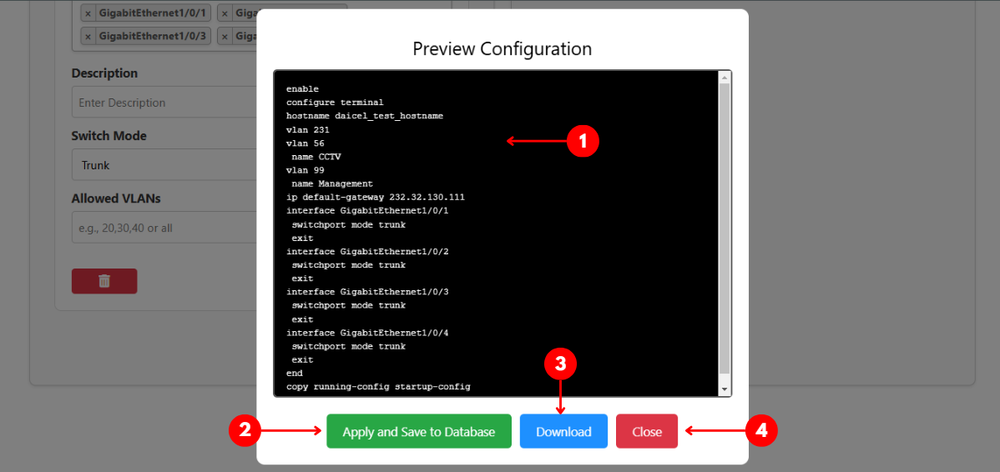 × GigabitEthernet1/0/1 × Giga
× GigabitEthernet1/0/3 × Giga
Description
Enter Description
Switch Mode
Trunk
Allowed VLANs
e.g., 20,30,40 or all
Preview Configuration
enable
configure terminal
hostname daicel_test_hostname
vlan 231
vlan 56
 name CCTV
vlan 99
 name Management
ip default-gateway 232.32.130.111
interface GigabitEthernet1/0/1
 switchport mode trunk
 exit
interface GigabitEthernet1/0/2
 switchport mode trunk
 exit
interface GigabitEthernet1/0/3
 switchport mode trunk
 exit
interface GigabitEthernet1/0/4
 switchport mode trunk
 exit
end
copy running-config startup-config
1
3
2 Apply and Save to Database Download Close 4